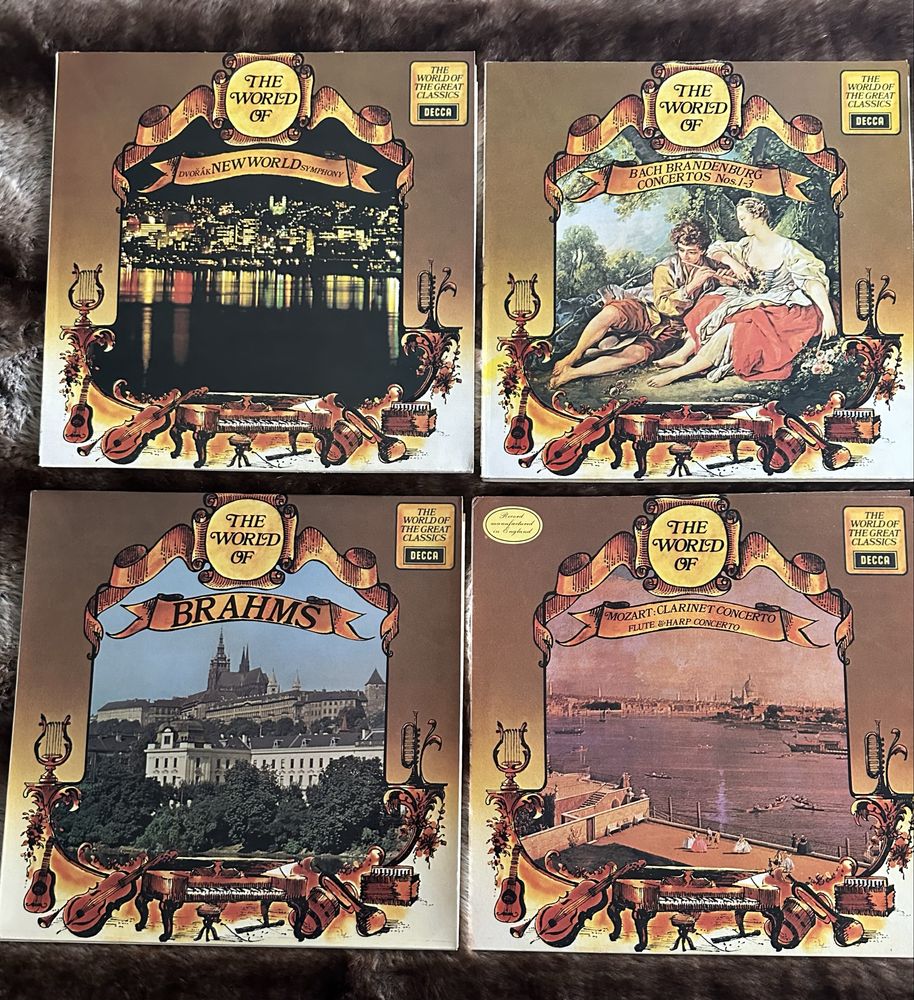 THE
WORLD
OF
DVOŘÁK NEW WORLD SYMPHONY
THE
WORLD OF
THE GREAT
CLASSICS
DECCA
THE
WORLD
OF
BACH BRANDENBURG
CONCERTOS Nos. 1-3
THE
WORLD OF
THE GREAT
CLASSICS
DECCA
THE
WORLD
OF
BRAHMS
THE
WORLD OF
THE GREAT
CLASSICS
DECCA
Record
manufactured
in England
THE
WORLD
OF
MOZART: CLARINET CONCERTO
FLUTE & HARP CONCERTO
THE
WORLD OF
THE GREAT
CLASSICS
DECCA